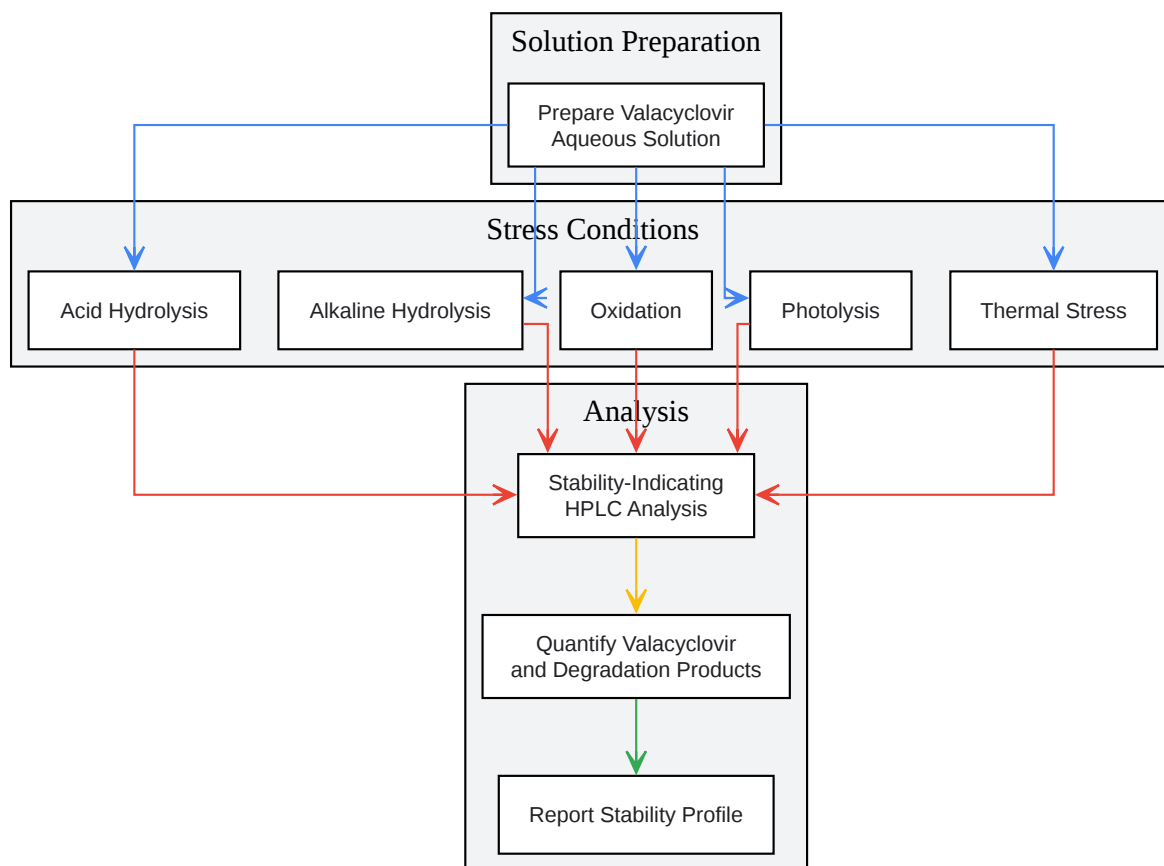 Solution Preparation
Prepare Valacyclovir
Aqueous Solution
Stress Conditions
Acid Hydrolysis
Alkaline Hydrolysis
Oxidation
Photolysis
Thermal Stress
Analysis
Stability-Indicating
HPLC Analysis
Quantify Valacyclovir
and Degradation Products
Report Stability Profile